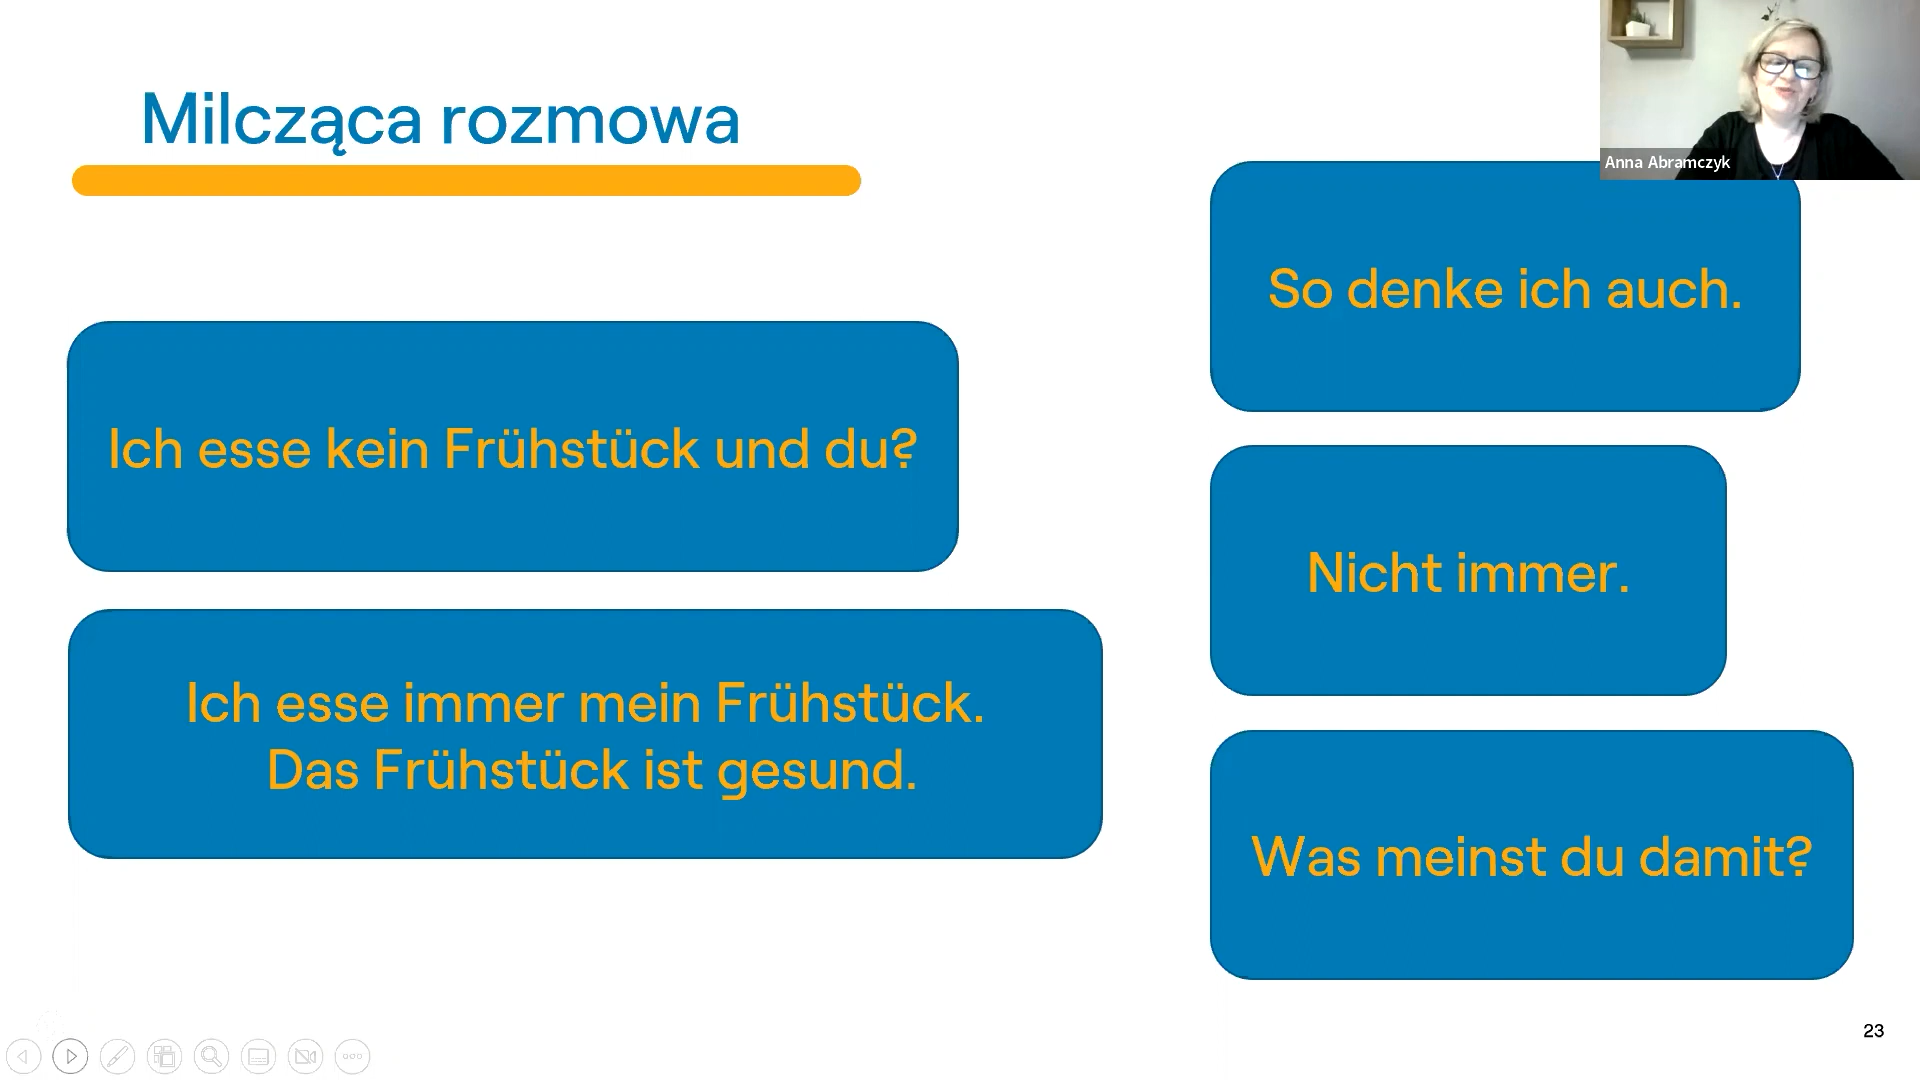 Milcząca rozmowa
Anna Abramczyk
Ich esse kein Frühstück und du?
Ich esse immer mein Frühstück.
Das Frühstück ist gesund.
So denke ich auch.
Nicht immer.
Was meinst du damit?
23